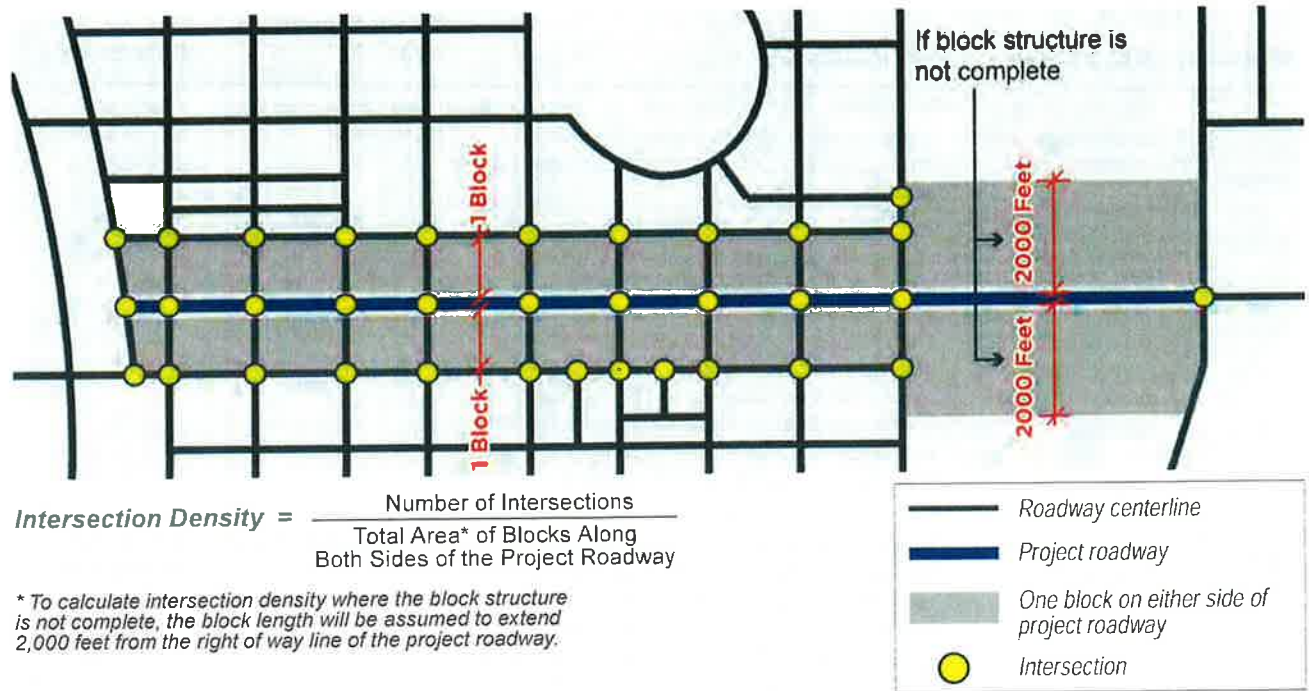 If block structure is
not complete
1 Block
1 Block
2000 Feet
2000 Feet
Intersection Density =
Number of Intersections
Total Area* of Blocks Along
Both Sides of the Project Roadway
* To calculate intersection density where the block structure
is not complete, the block length will be assumed to extend
2,000 feet from the right of way line of the project roadway.
Roadway centerline
Project roadway
One block on either side of
project roadway
Intersection